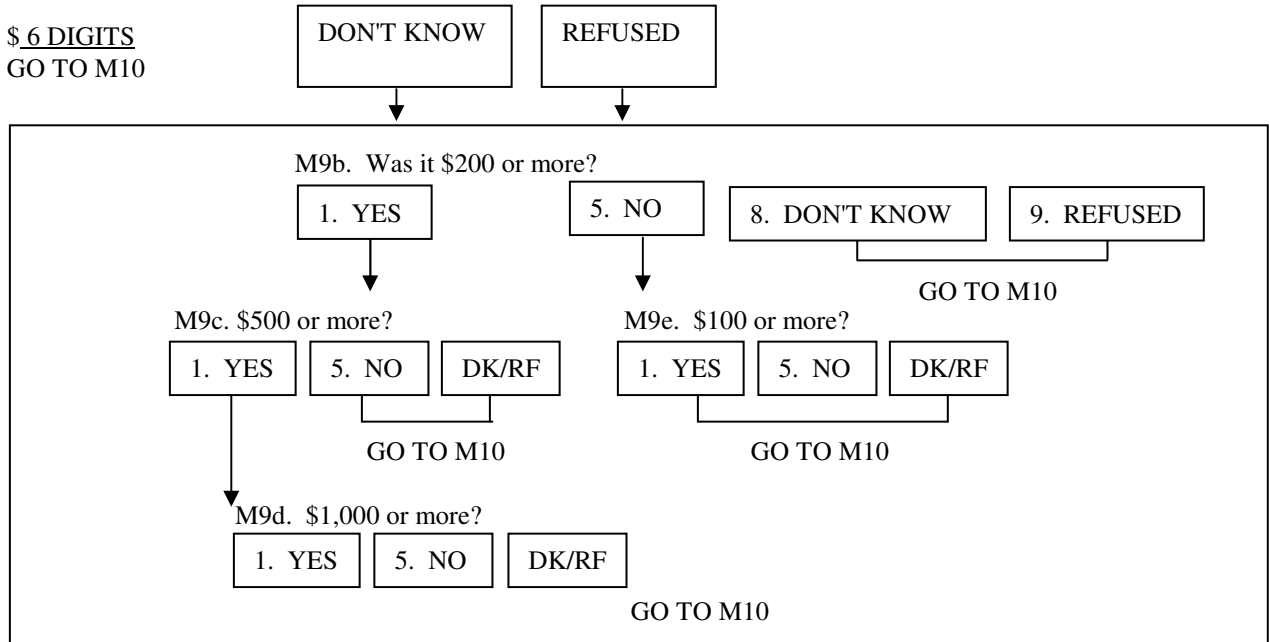 $ 6 DIGITS
GO TO M10
DON'T KNOW
REFUSED
M9b. Was it $200 or more?
1. YES
5. NO
8. DON'T KNOW
9. REFUSED
GO TO M10
M9c. $500 or more?
M9e. $100 or more?
1. YES
5. NO
DK/RF
1. YES
5. NO
DK/RF
GO TO M10
GO TO M10
M9d. $1,000 or more?
1. YES
5. NO
DK/RF
GO TO M10